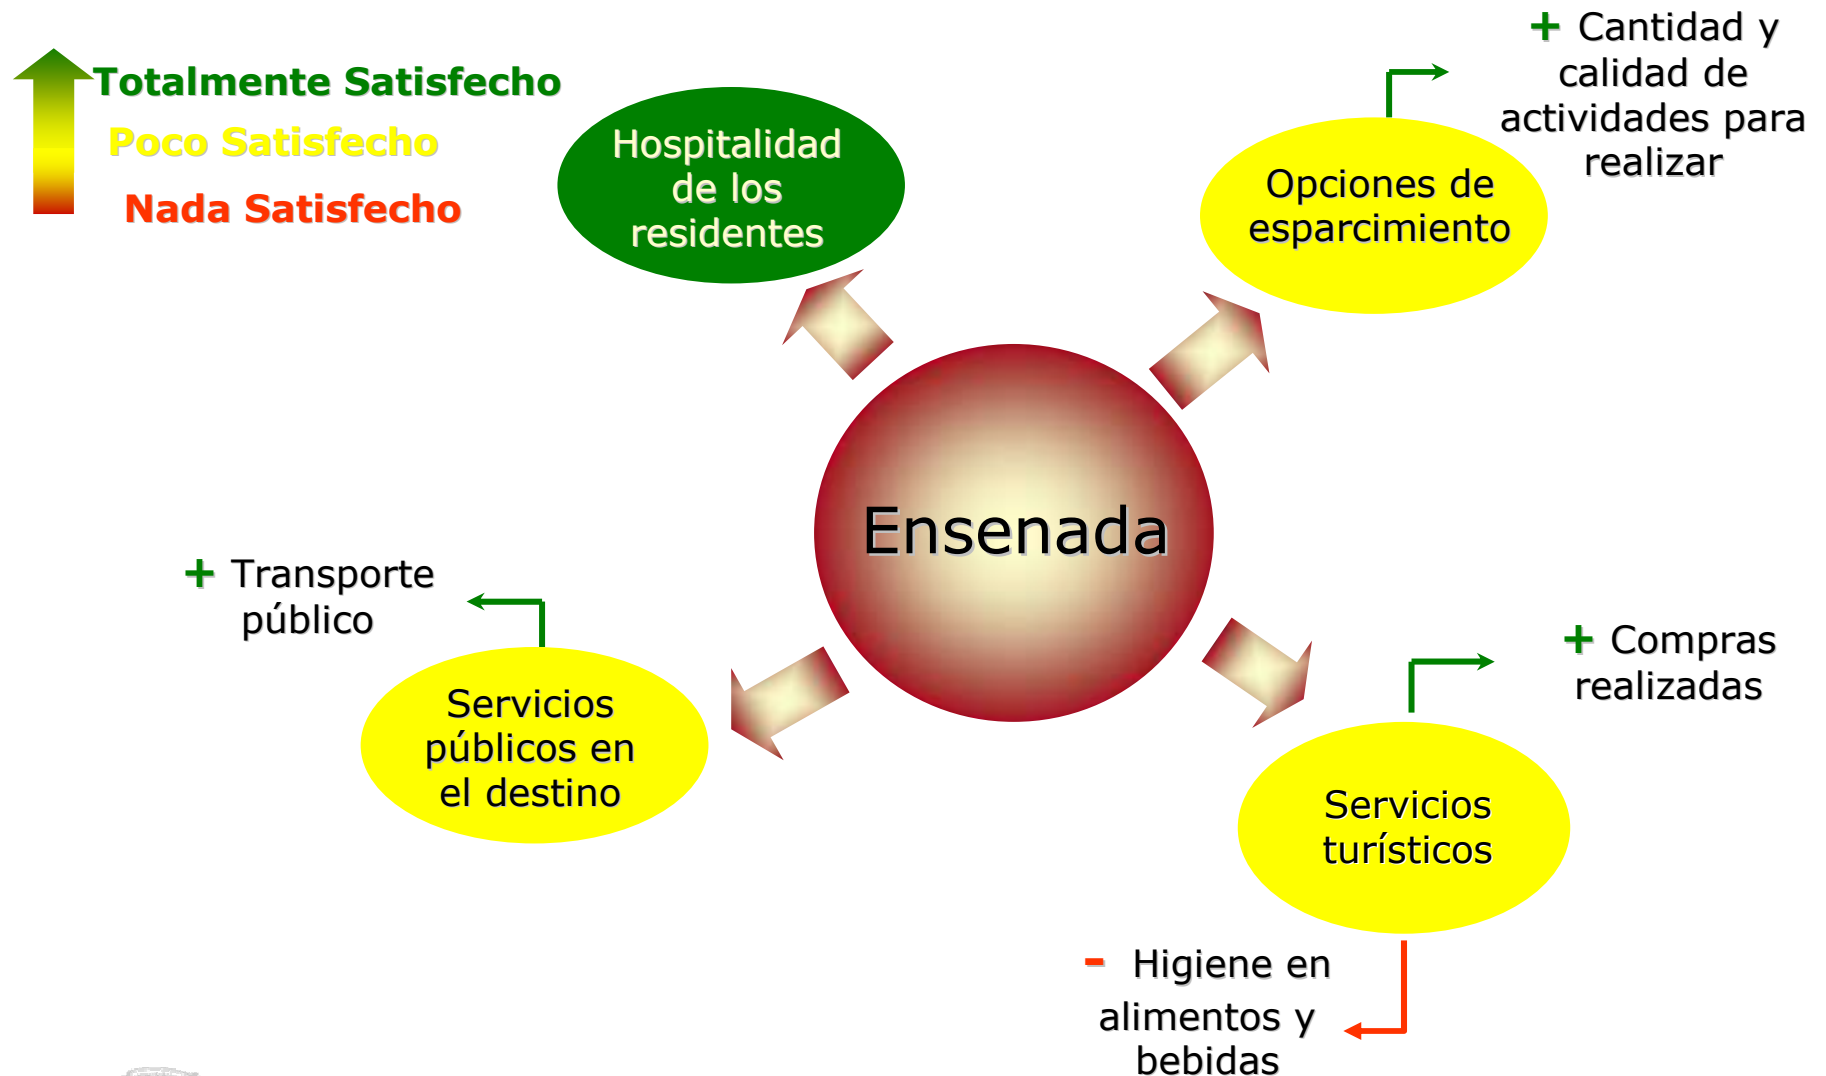 Totalmente Satisfecho
Poco Satisfecho
Nada Satisfecho
Hospitalidad
de los
residentes
+ Cantidad y
calidad de
actividades para
realizar
Opciones de
esparcimiento
Ensenada
+ Transporte
público
Servicios
públicos en
el destino
+ Compras
realizadas
Servicios
turísticos
- Higiene en
alimentos y
bebidas